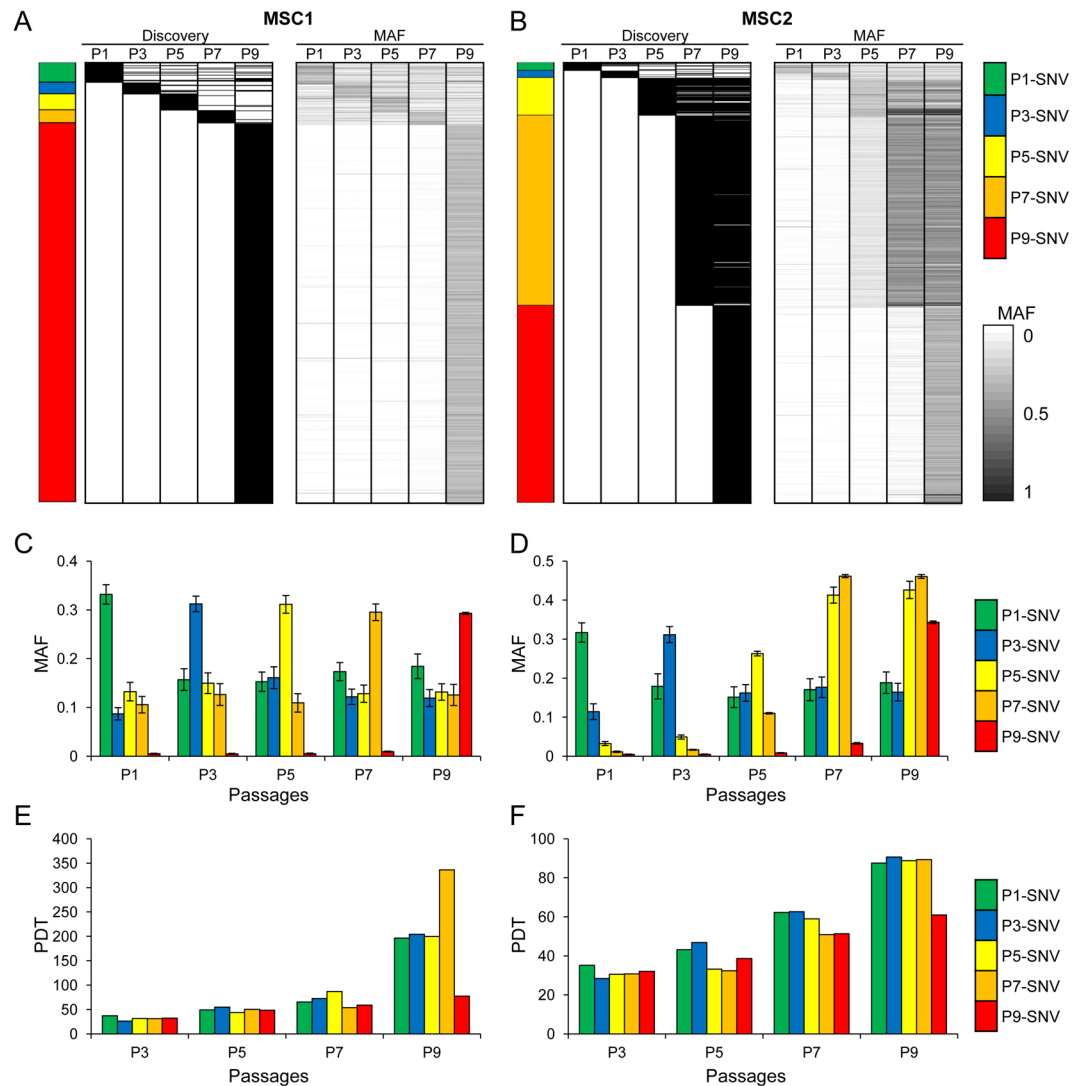 A
MSC1
Discovery
MAF
P1 P3 P5 P7 P9
P1 P3 P5 P7 P9
B
MSC2
Discovery
MAF
P1 P3 P5 P7 P9
P1 P3 P5 P7 P9
P1-SNV
P3-SNV
P5-SNV
P7-SNV
P9-SNV
MAF
0
0.5
1
C
0.4
0.3
0.2
0.1
0
MAF
P1 P3 P5 P7 P9
Passages
D
0.5
0.4
0.3
0.2
0.1
0
MAF
P1 P3 P5 P7 P9
Passages
P1-SNV
P3-SNV
P5-SNV
P7-SNV
P9-SNV
E
400
350
300
250
200
150
100
50
0
PDT
P3 P5 P7 P9
Passages
F
100
80
60
40
20
0
PDT
P3 P5 P7 P9
Passages
P1-SNV
P3-SNV
P5-SNV
P7-SNV
P9-SNV